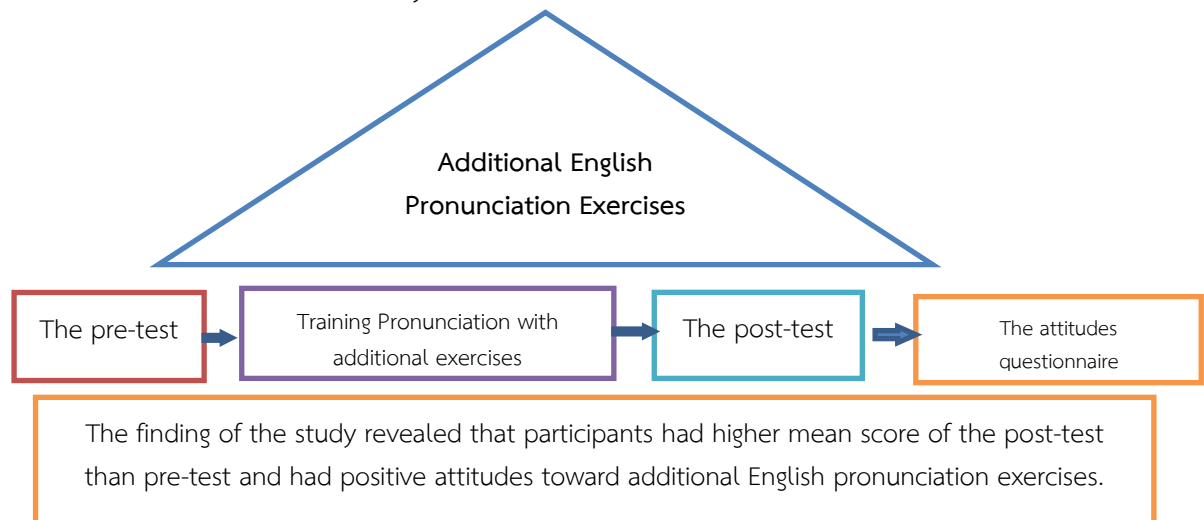 Additional English
Pronunciation Exercises
The pre-test
Training Pronunciation with
additional exercises
The post-test
The attitudes
questionnaire
The finding of the study revealed that participants had higher mean score of the post-test
than pre-test and had positive attitudes toward additional English pronunciation exercises.